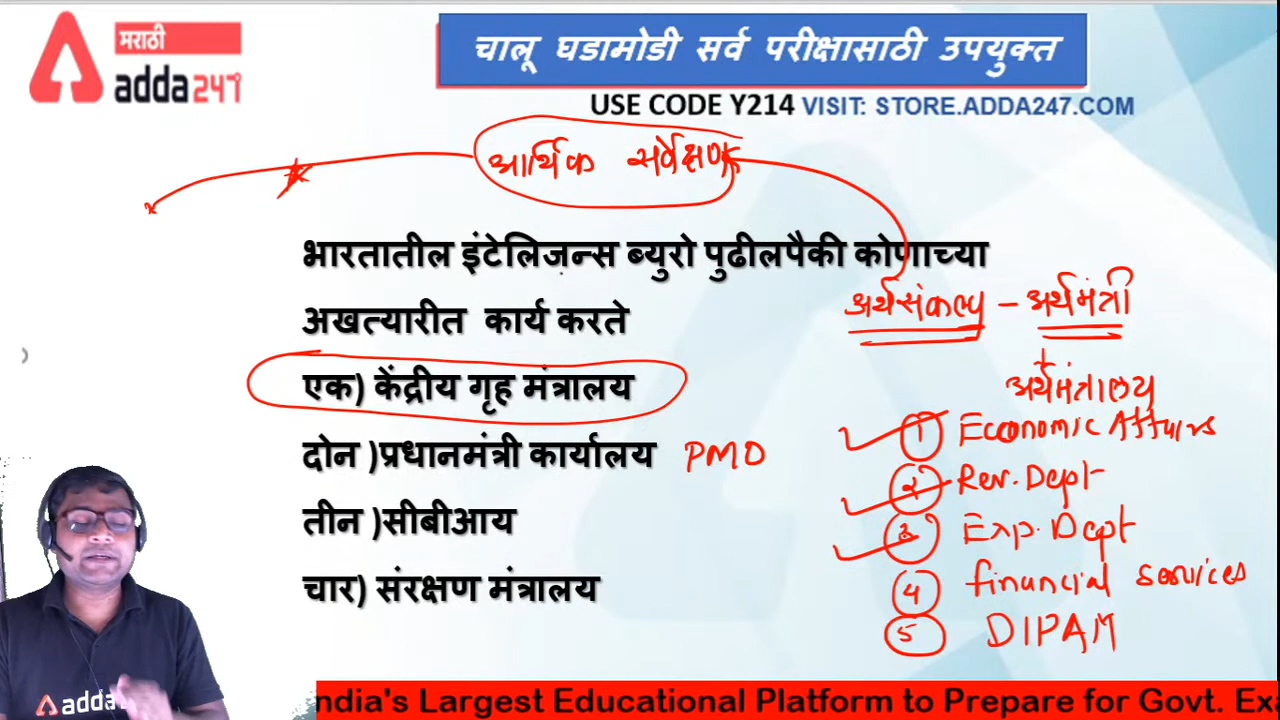 मराठी
adda247
चालू घडामोडी सर्व परीक्षासाठी उपयुक्त
USE CODE Y214 VISIT: STORE.ADDA247.COM
आर्थिक सर्वेक्षण
भारतातील इंटेलिजन्स ब्युरो पुढीलपैकी कोणाच्या
अखत्यारीत कार्य करते
एक) केंद्रीय गृह मंत्रालय
दोन )प्रधानमंत्री कार्यालय PMO
तीन )सीबीआय
चार) संरक्षण मंत्रालय
अर्थसंकल्प – अर्थमंत्री
अर्थमंत्रालय
1 Economic Affairs
२ Rev. Dept
3 Exp. Dept
4 financial services
5 DIPAM
adda
ndia's Largest Educational Platform to Prepare for Govt. Exa